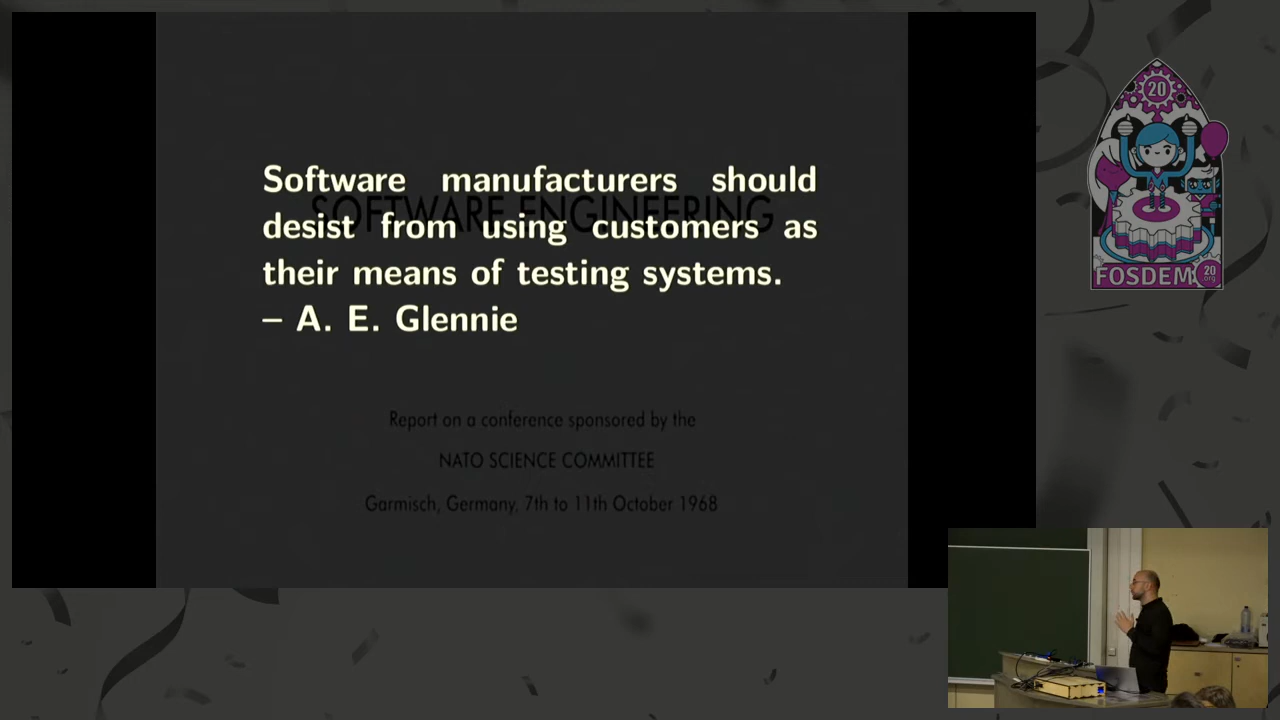 Software manufacturers should
desist from using customers as
their means of testing systems.
– A. E. Glennie
SOFTWARE ENGINEERING
Report on a conference sponsored by the
NATO SCIENCE COMMITTEE
Garmisch, Germany, 7th to 11th October 1968
20
FOSDEM
20
.org